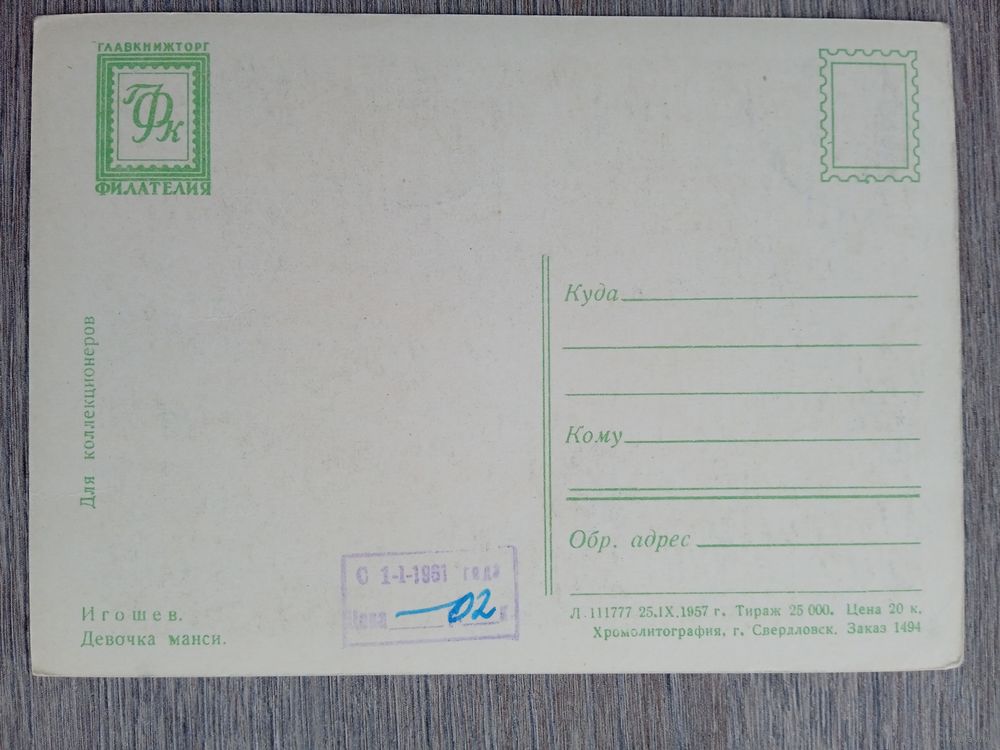 ГЛАВКНИЖТОРГ
ГФК
ФИЛАТЕЛИЯ
Для коллекционеров
Куда
Кому
Обр. адрес
С 1-I-1961 года
Цена 02 к
Игошев.
Девочка манси.
Л 111777 25.IX.1957 г. Тираж 25 000. Цена 20 к.
Хромолитография, г. Свердловск. Заказ 1494